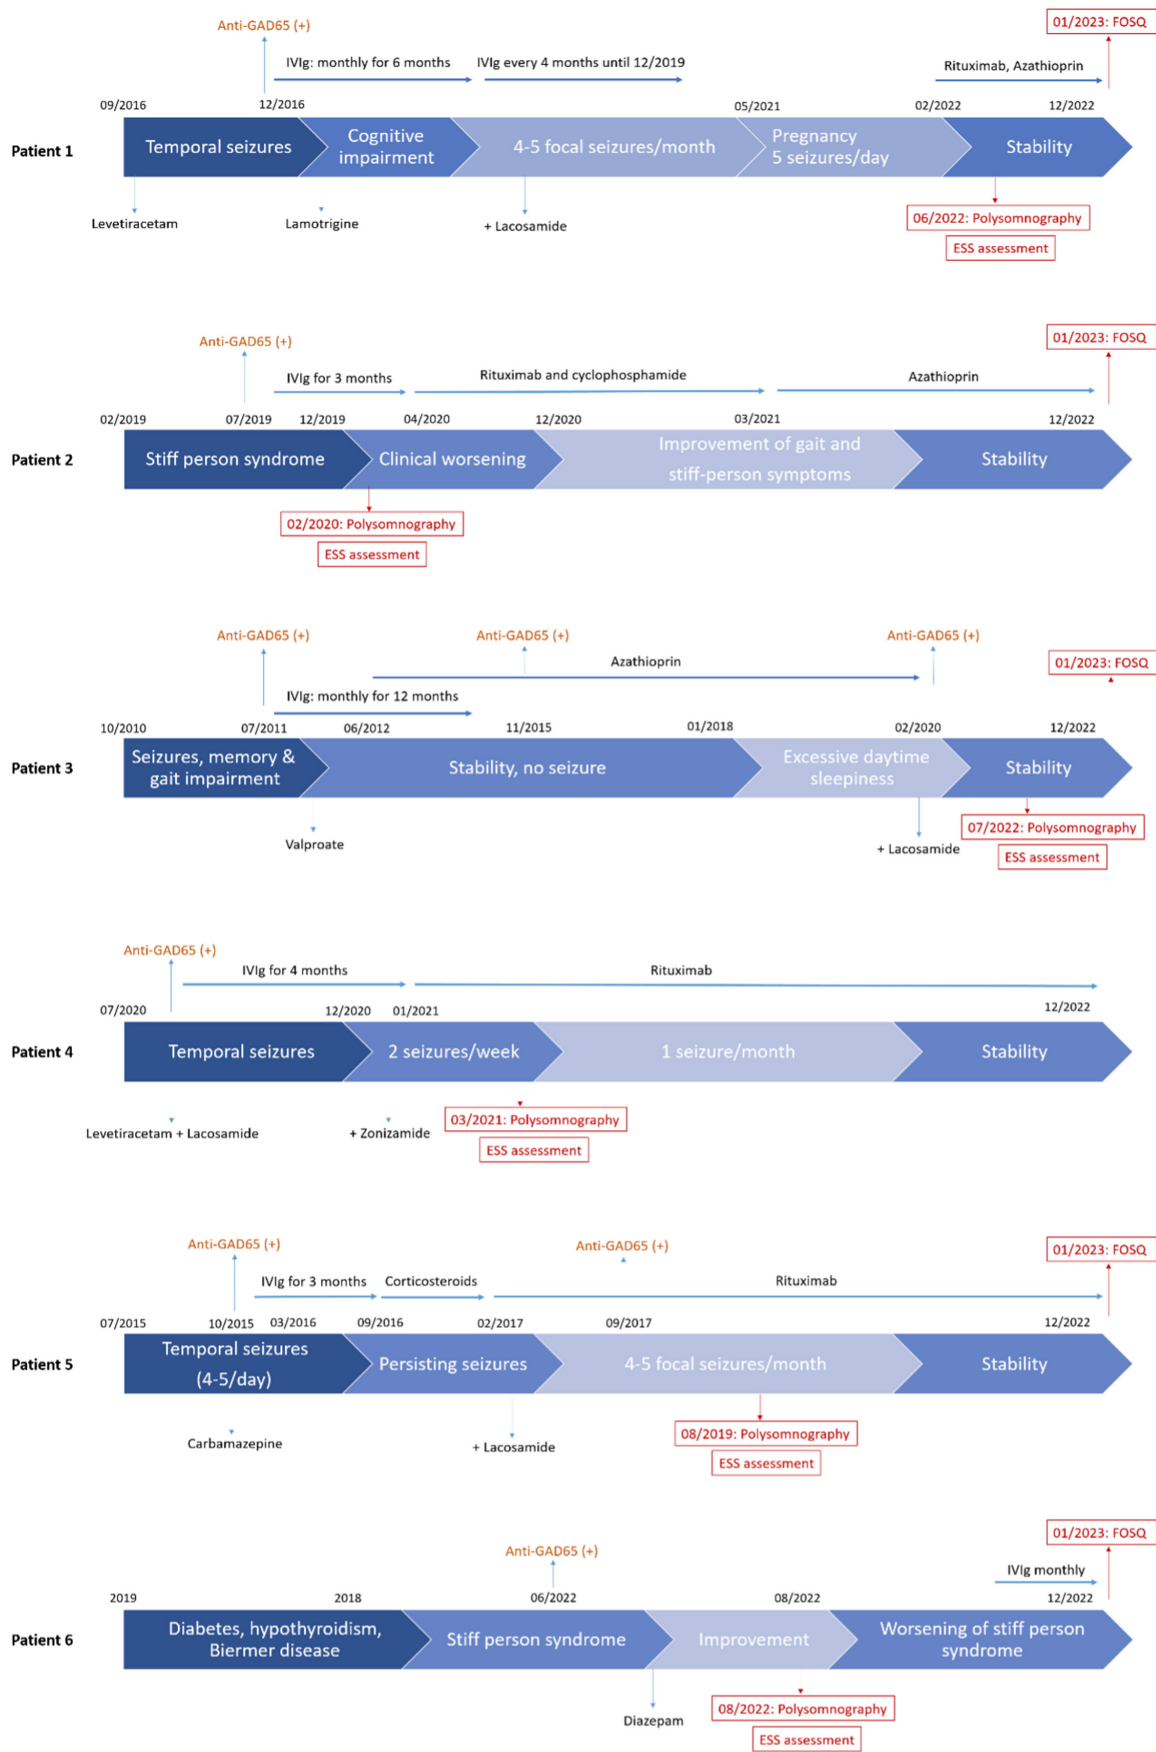 01/2023: FOSQ
Anti-GAD65 (+)
IVIg: monthly for 6 months
IVIg every 4 months until 12/2019
Rituximab, Azathioprin
09/2016
12/2016
05/2021
02/2022
12/2022
Patient 1
Temporal seizures
Cognitive
impairment
4-5 focal seizures/month
Pregnancy
5 seizures/day
Stability
Levetiracetam
Lamotrigine
+ Lacosamide
06/2022: Polysomnography
ESS assessment
01/2023: FOSQ
Anti-GAD65 (+)
IVIg for 3 months
Rituximab and cyclophosphamide
Azathioprin
02/2019
07/2019
12/2019
04/2020
12/2020
03/2021
12/2022
Patient 2
Stiff person syndrome
Clinical worsening
Improvement of gait and
stiff-person symptoms
Stability
02/2020: Polysomnography
ESS assessment
Anti-GAD65 (+)
Anti-GAD65 (+)
Anti-GAD65 (+)
01/2023: FOSQ
Azathioprin
IVIg: monthly for 12 months
10/2010
07/2011
06/2012
11/2015
01/2018
02/2020
12/2022
Patient 3
Seizures, memory &
gait impairment
Stability, no seizure
Excessive daytime
sleepiness
Stability
Valproate
+ Lacosamide
07/2022: Polysomnography
ESS assessment
Anti-GAD65 (+)
IVIg for 4 months
Rituximab
07/2020
12/2020
01/2021
12/2022
Patient 4
Temporal seizures
2 seizures/week
1 seizure/month
Stability
Levetiracetam + Lacosamide
+ Zonizamide
03/2021: Polysomnography
ESS assessment
Anti-GAD65 (+)
Anti-GAD65 (+)
01/2023: FOSQ
IVIg for 3 months
Corticosteroids
Rituximab
07/2015
10/2015
03/2016
09/2016
02/2017
09/2017
12/2022
Patient 5
Temporal seizures
(4-5/day)
Persisting seizures
4-5 focal seizures/month
Stability
Carbamazepine
+ Lacosamide
08/2019: Polysomnography
ESS assessment
01/2023: FOSQ
Anti-GAD65 (+)
IVIg monthly
2019
2018
06/2022
08/2022
12/2022
Patient 6
Diabetes, hypothyroidism,
Biermer disease
Stiff person syndrome
Improvement
Worsening of stiff person
syndrome
Diazepam
08/2022: Polysomnography
ESS assessment